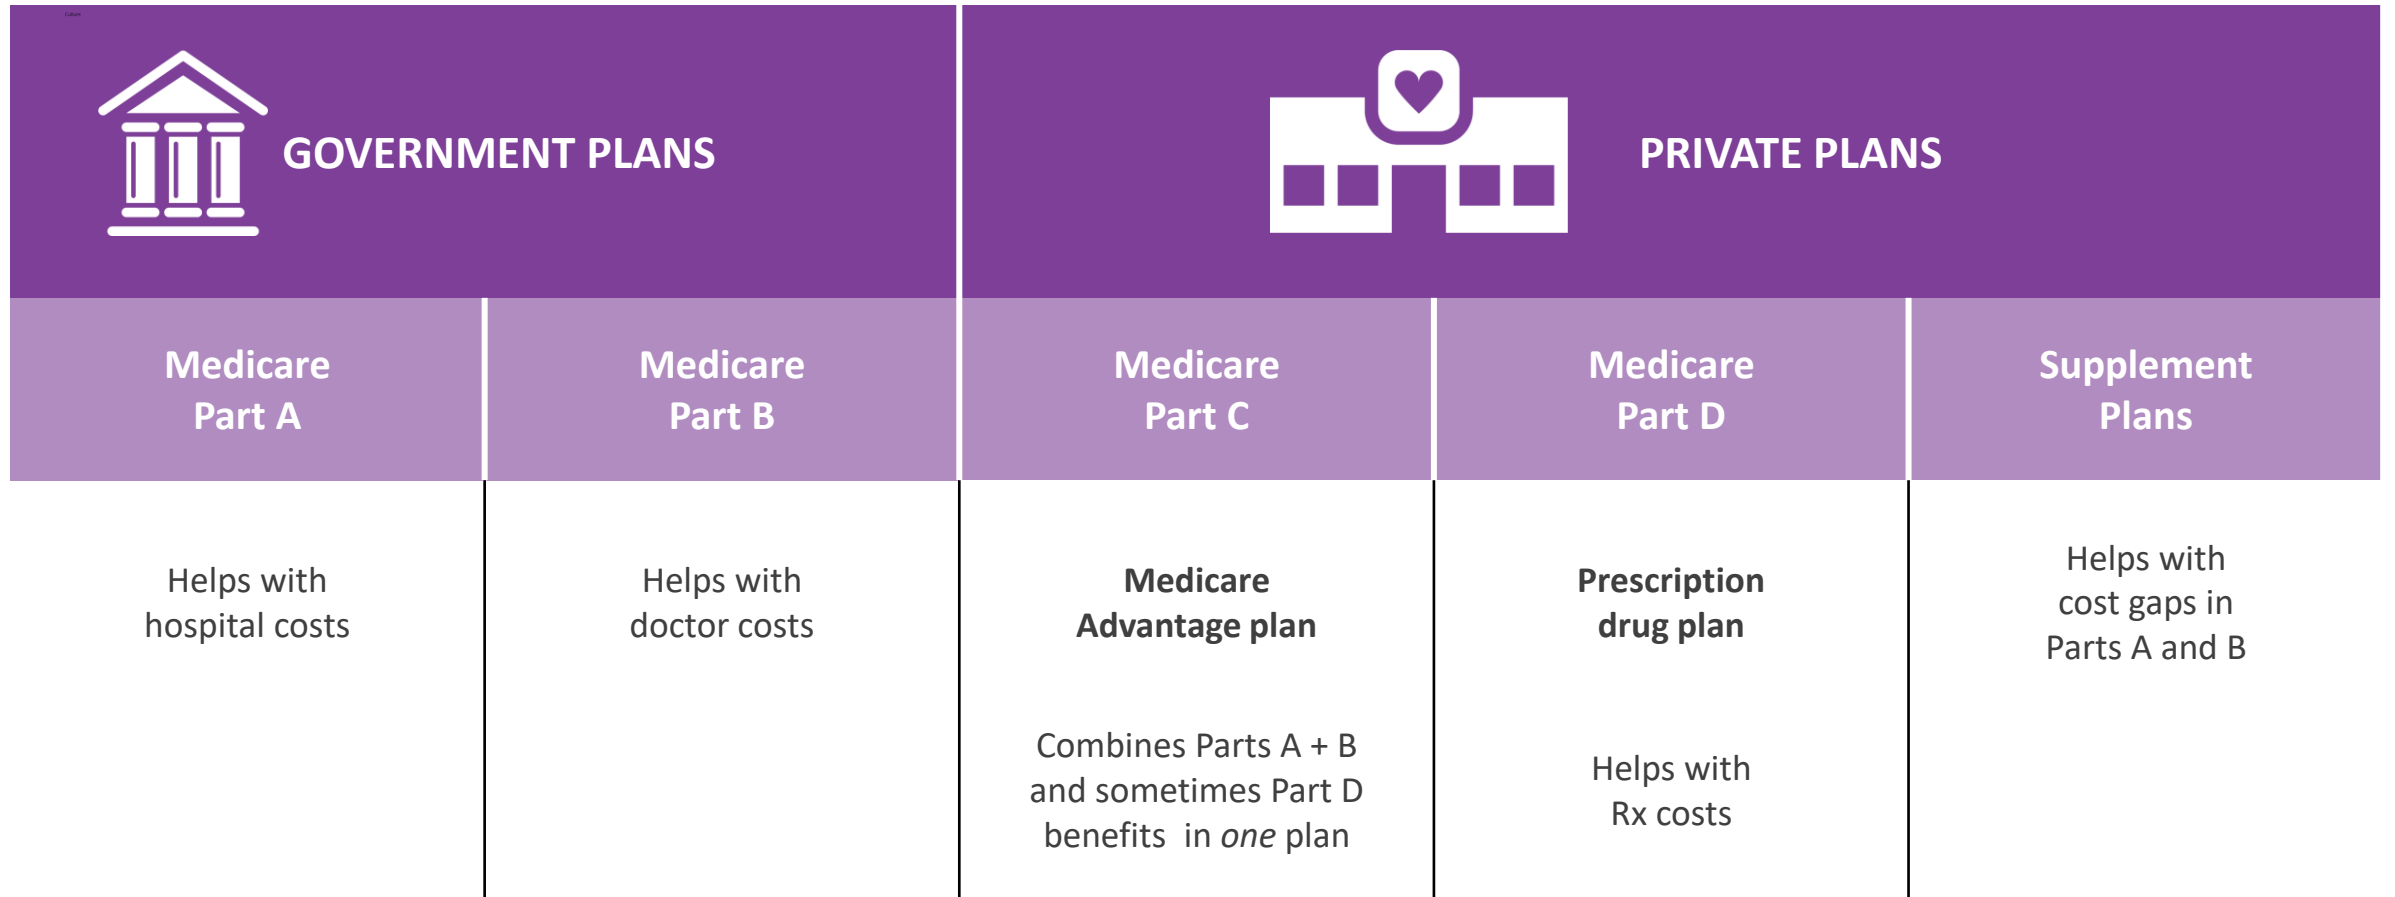 GOVERNMENT PLANS
PRIVATE PLANS
Medicare
Part A
Medicare
Part B
Medicare
Part C
Medicare
Part D
Supplement
Plans
Helps with
hospital costs
Helps with
doctor costs
Medicare
Advantage plan
Combines Parts A + B
and sometimes Part D
benefits in one plan
Prescription
drug plan
Helps with
Rx costs
Helps with
cost gaps in
Parts A and B